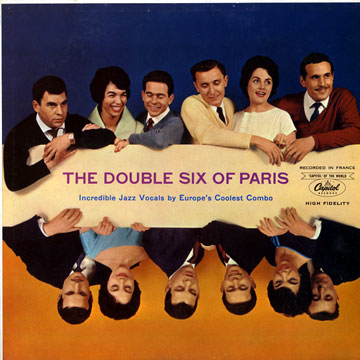 THE DOUBLE SIX OF PARIS
Incredible Jazz Vocals by Europe's Coolest Combo
RECORDED IN FRANCE
"CAPITOL" OF THE WORLD
Capitol
RECORDS
HIGH FIDELITY